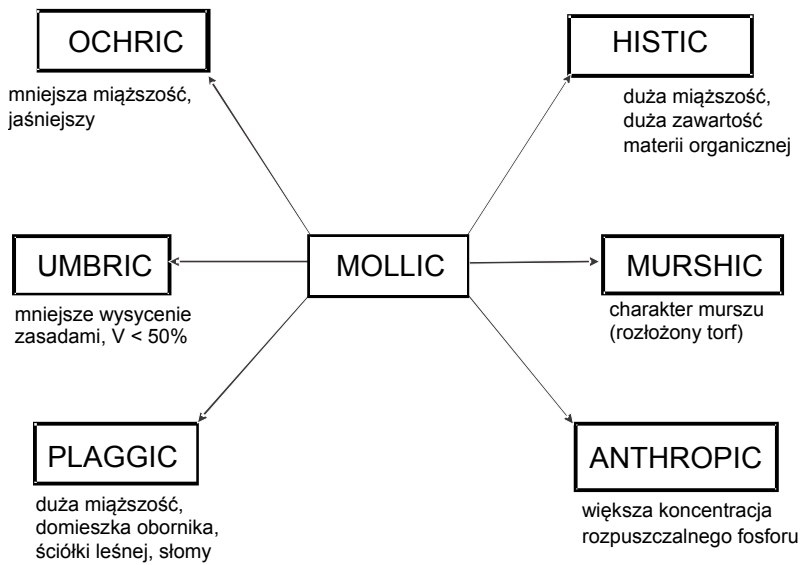 OCHRIC
mniejsza miąższość,
jaśniejszy
HISTIC
duża miąższość,
duża zawartość
materii organicznej
UMBRIC
mniejsze wysycenie
zasadami, V < 50%
MOLLIC
MURSHIC
charakter murszu
(rozłożony torf)
PLAGGIC
duża miąższość,
domieszka obornika,
ściółki leśnej, słomy
ANTHROPIC
większa koncentracja
rozpuszczalnego fosforu